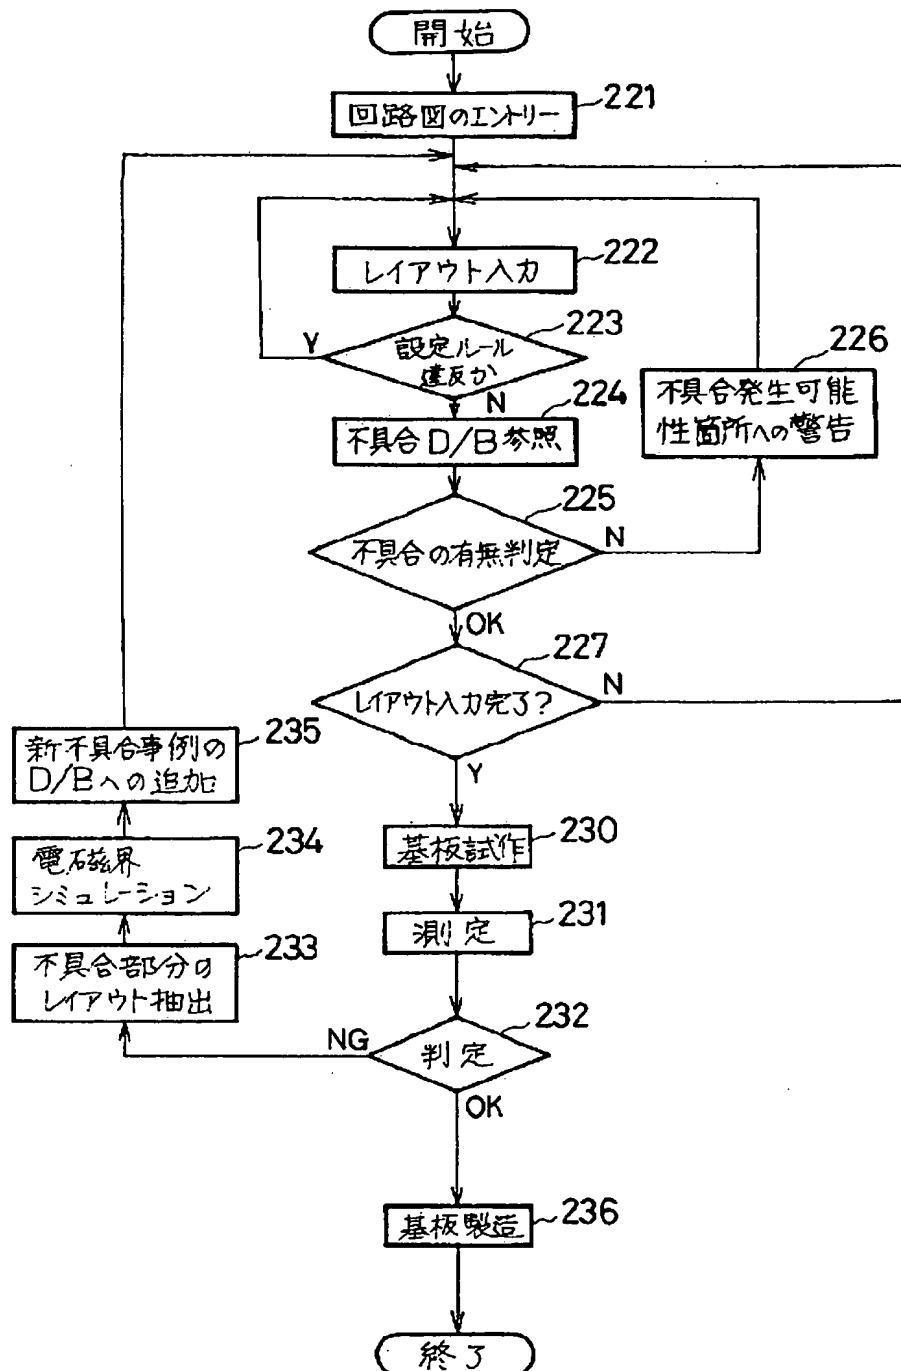 開始
回路図のエントリー
221
レイアウト入力
222
223
Y
設定ルール
違反か
N
224
不具合D/B参照
226
不具合発生可能
性箇所への警告
225
不具合の有無判定
N
OK
227
レイアウト入力完了?
N
Y
新不具合事例の
D/Bへの追加
235
基板試作
230
電磁界
シミュレーション
234
測定
231
不具合部分の
レイアウト抽出
233
232
NG
判定
OK
基板製造
236
終了